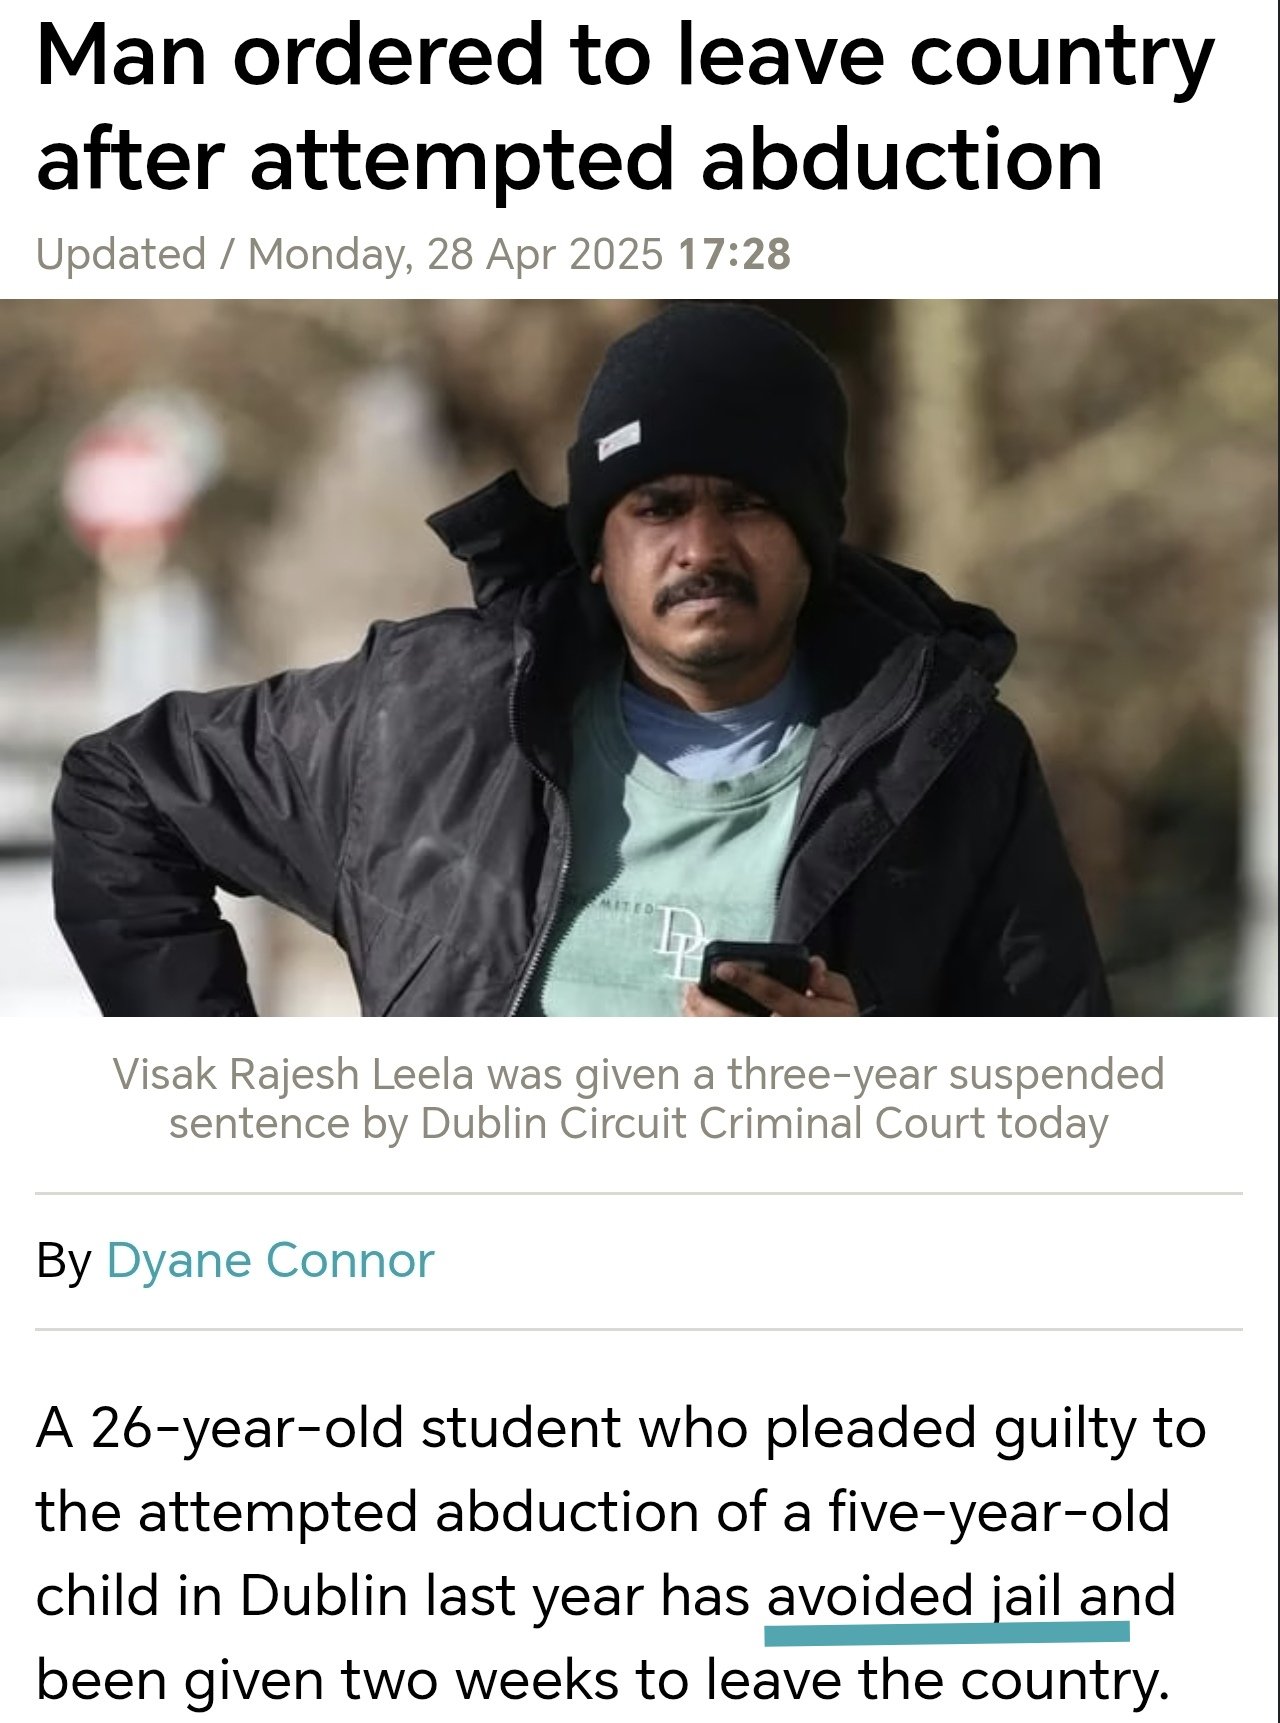 Man ordered to leave country
after attempted abduction
Updated / Monday, 28 Apr 2025 17:28
MITED
DL
Visak Rajesh Leela was given a three-year suspended
sentence by Dublin Circuit Criminal Court today
By Dyane Connor
A 26-year-old student who pleaded guilty to
the attempted abduction of a five-year-old
child in Dublin last year has avoided jail and
been given two weeks to leave the country.